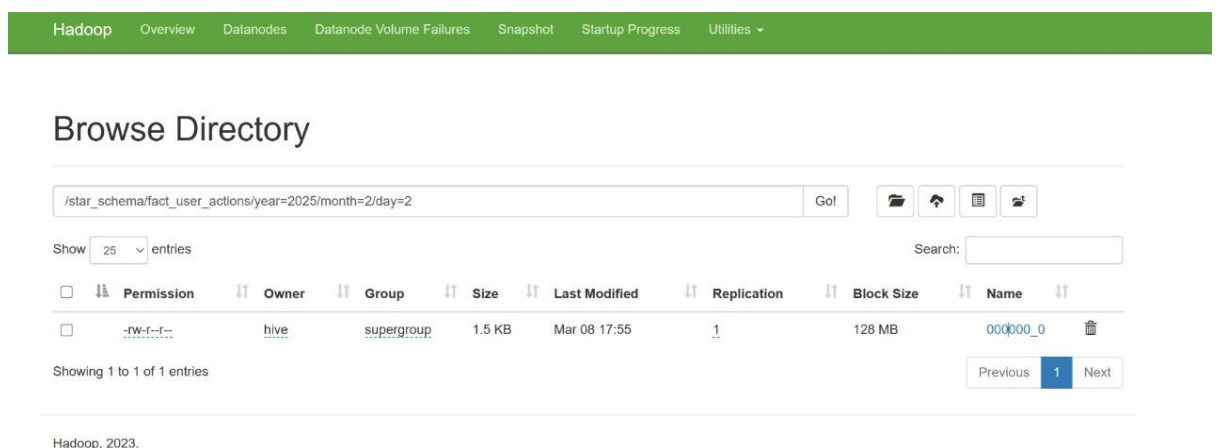 Hadoop Overview Datanodes Datanode Volume Failures Snapshot Startup Progress Utilities
Browse Directory
/star_schema/fact_user_actions/year=2025/month=2/day=2 Go!
Show 25 entries Search:
Permission Owner Group Size Last Modified Replication Block Size Name
-rw-r--r-- hive supergroup 1.5 KB Mar 08 17:55 1 128 MB 000000_0
Showing 1 to 1 of 1 entries Previous 1 Next
Hadoop, 2023.